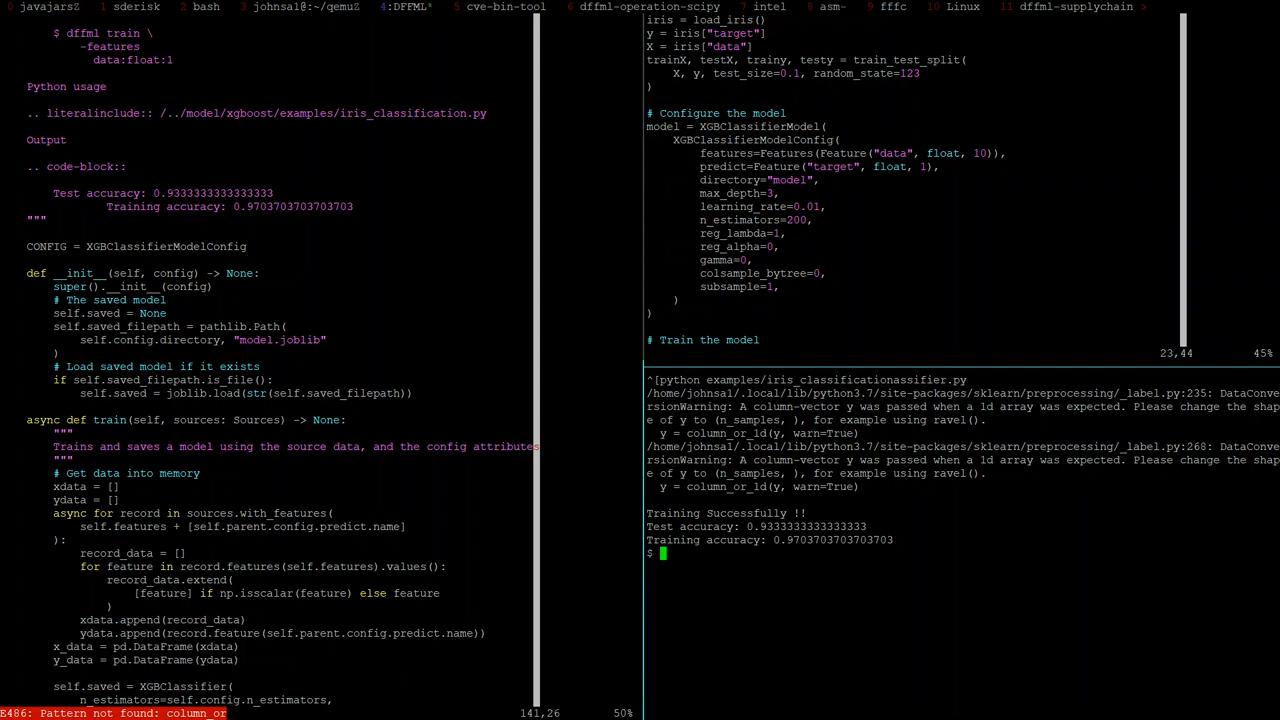 0 javajarsZ  1 sderisk  2 bash  3 johnsal@:~/qemuZ  4:DFFML*  5 cve-bin-tool  6 dffml-operation-scipy  7 intel  8 asm-  9 fffc  10 Linux  11 dffml-supplychain >
$ dffml train \
-features
data:float:1
Python usage
.. literalinclude:: /../model/xgboost/examples/iris_classification.py
Output
.. code-block::
Test accuracy: 0.9333333333333333
Training accuracy: 0.9703703703703703
"""
CONFIG = XGBClassifierModelConfig
def __init__(self, config) -> None:
super().__init__(config)
# The saved model
self.saved = None
self.saved_filepath = pathlib.Path(
self.config.directory, "model.joblib"
)
# Load saved model if it exists
if self.saved_filepath.is_file():
self.saved = joblib.load(str(self.saved_filepath))
async def train(self, sources: Sources) -> None:
"""
Trains and saves a model using the source data, and the config attributes
"""
# Get data into memory
xdata = []
ydata = []
async for record in sources.with_features(
self.features + [self.parent.config.predict.name]
):
record_data = []
for feature in record.features(self.features).values():
record_data.extend(
[feature] if np.isscalar(feature) else feature
)
xdata.append(record_data)
ydata.append(record.feature(self.parent.config.predict.name))
x_data = pd.DataFrame(xdata)
y_data = pd.DataFrame(ydata)
self.saved = XGBClassifier(
n_estimators=self.config.n_estimators,
E486: Pattern not found: column_or
141,26  50%
iris = load_iris()
y = iris["target"]
X = iris["data"]
trainX, testX, trainy, testy = train_test_split(
X, y, test_size=0.1, random_state=123
)
# Configure the model
model = XGBClassifierModel(
XGBClassifierModelConfig(
features=Features(Feature("data", float, 10)),
predict=Feature("target", float, 1),
directory="model",
max_depth=3,
learning_rate=0.01,
n_estimators=200,
reg_lambda=1,
reg_alpha=0,
gamma=0,
colsample_bytree=0,
subsample=1,
)
)
# Train the model
23,44  45%
^[python examples/iris_classificationassifier.py
/home/johnsal/.local/lib/python3.7/site-packages/sklearn/preprocessing/_label.py:235: DataConve
rsionWarning: A column-vector y was passed when a 1d array was expected. Please change the shap
e of y to (n_samples, ), for example using ravel().
y = column_or_1d(y, warn=True)
/home/johnsal/.local/lib/python3.7/site-packages/sklearn/preprocessing/_label.py:268: DataConve
rsionWarning: A column-vector y was passed when a 1d array was expected. Please change the shap
e of y to (n_samples, ), for example using ravel().
y = column_or_1d(y, warn=True)
Training Successfully !!
Test accuracy: 0.9333333333333333
Training accuracy: 0.9703703703703703
$